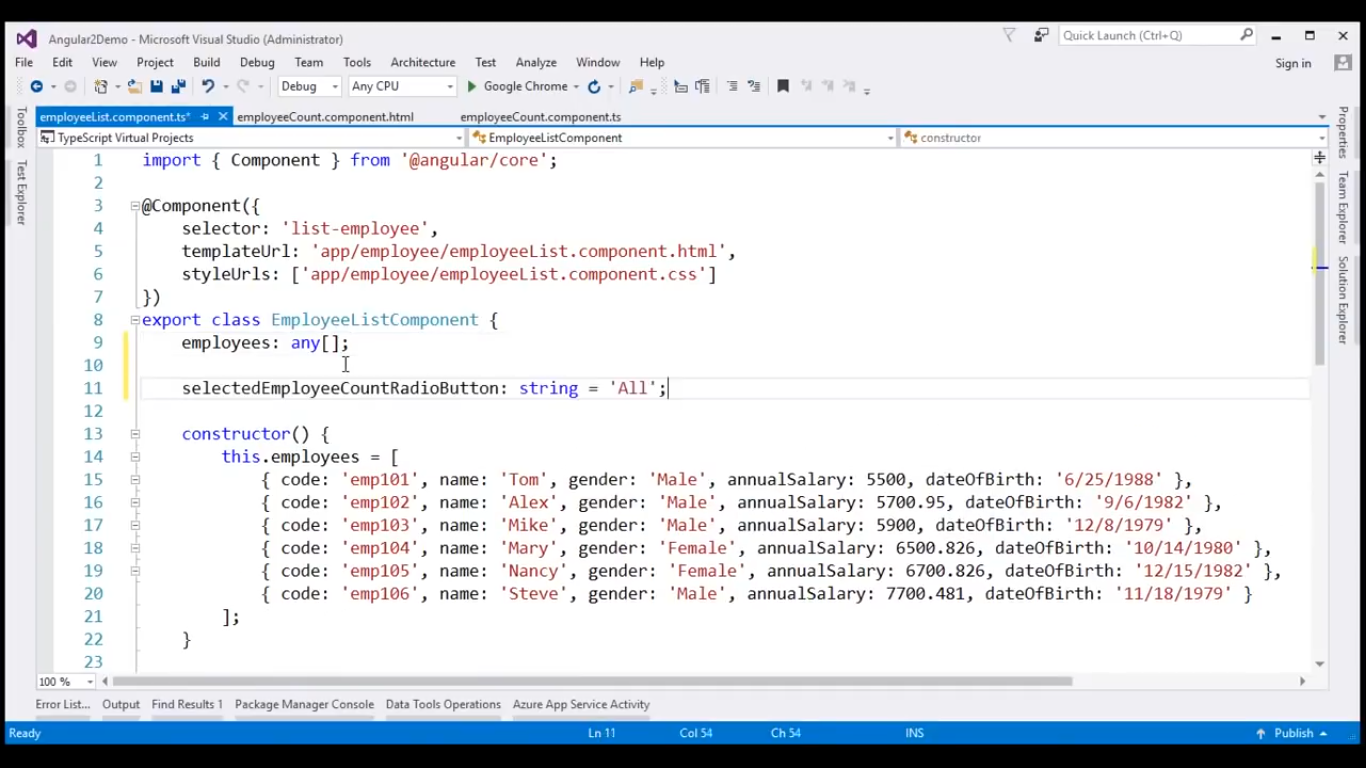 Angular2Demo - Microsoft Visual Studio (Administrator)
Quick Launch (Ctrl+Q)
File Edit View Project Build Debug Team Tools Architecture Test Analyze Window Help
Sign in
Debug Any CPU Google Chrome
employeeList.component.ts* employeeCount.component.html employeeCount.component.ts
TypeScript Virtual Projects EmployeeListComponent constructor
Toolbox
Test Explorer
1 import { Component } from '@angular/core';
2
3 @Component({
4 selector: 'list-employee',
5 templateUrl: 'app/employee/employeeList.component.html',
6 styleUrls: ['app/employee/employeeList.component.css']
7 })
8 export class EmployeeListComponent {
9 employees: any[];
10
11 selectedEmployeeCountRadioButton: string = 'All';
12
13 constructor() {
14 this.employees = [
15 { code: 'emp101', name: 'Tom', gender: 'Male', annualSalary: 5500, dateOfBirth: '6/25/1988' },
16 { code: 'emp102', name: 'Alex', gender: 'Male', annualSalary: 5700.95, dateOfBirth: '9/6/1982' },
17 { code: 'emp103', name: 'Mike', gender: 'Male', annualSalary: 5900, dateOfBirth: '12/8/1979' },
18 { code: 'emp104', name: 'Mary', gender: 'Female', annualSalary: 6500.826, dateOfBirth: '10/14/1980' },
19 { code: 'emp105', name: 'Nancy', gender: 'Female', annualSalary: 6700.826, dateOfBirth: '12/15/1982' },
20 { code: 'emp106', name: 'Steve', gender: 'Male', annualSalary: 7700.481, dateOfBirth: '11/18/1979' }
21 ];
22 }
23
Properties
Team Explorer
Solution Explorer
100 %
Error List... Output Find Results 1 Package Manager Console Data Tools Operations Azure App Service Activity
Ready Ln 11 Col 54 Ch 54 INS Publish